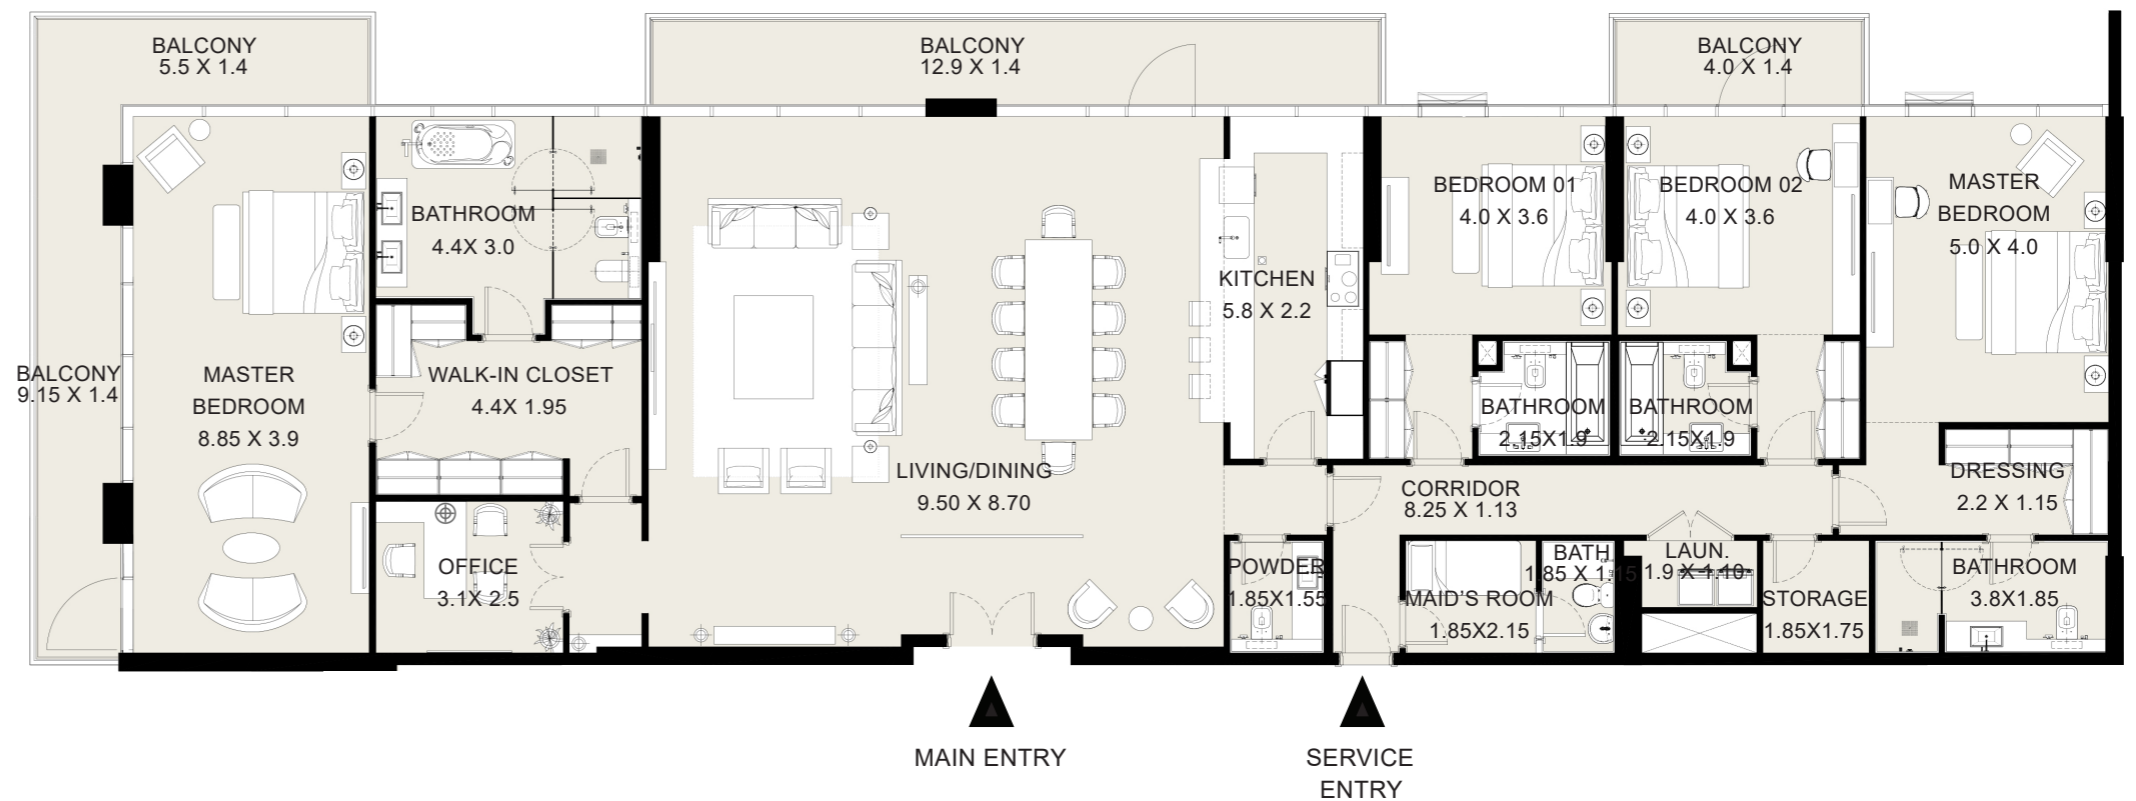 BALCONY
5.5 X 1.4
BALCONY
12.9 X 1.4
BALCONY
4.0 X 1.4
BATHROOM
4.4X 3.0
BEDROOM 01
4.0 X 3.6
BEDROOM 02
4.0 X 3.6
MASTER
BEDROOM
5.0 X 4.0
KITCHEN
5.8 X 2.2
BALCONY
9.15 X 1.4
MASTER
BEDROOM
8.85 X 3.9
WALK-IN CLOSET
4.4X 1.95
BATHROOM
2.15X1.9
BATHROOM
2.15X1.9
LIVING/DINING
9.50 X 8.70
CORRIDOR
8.25 X 1.13
DRESSING
2.2 X 1.15
OFFICE
3.1X 2.5
POWDER
1.85X1.55
MAID'S ROOM
1.85X2.15
BATH
1.85 X 1.15
LAUN.
1.9 X 1.10
STORAGE
1.85X1.75
BATHROOM
3.8X1.85
MAIN ENTRY
SERVICE
ENTRY